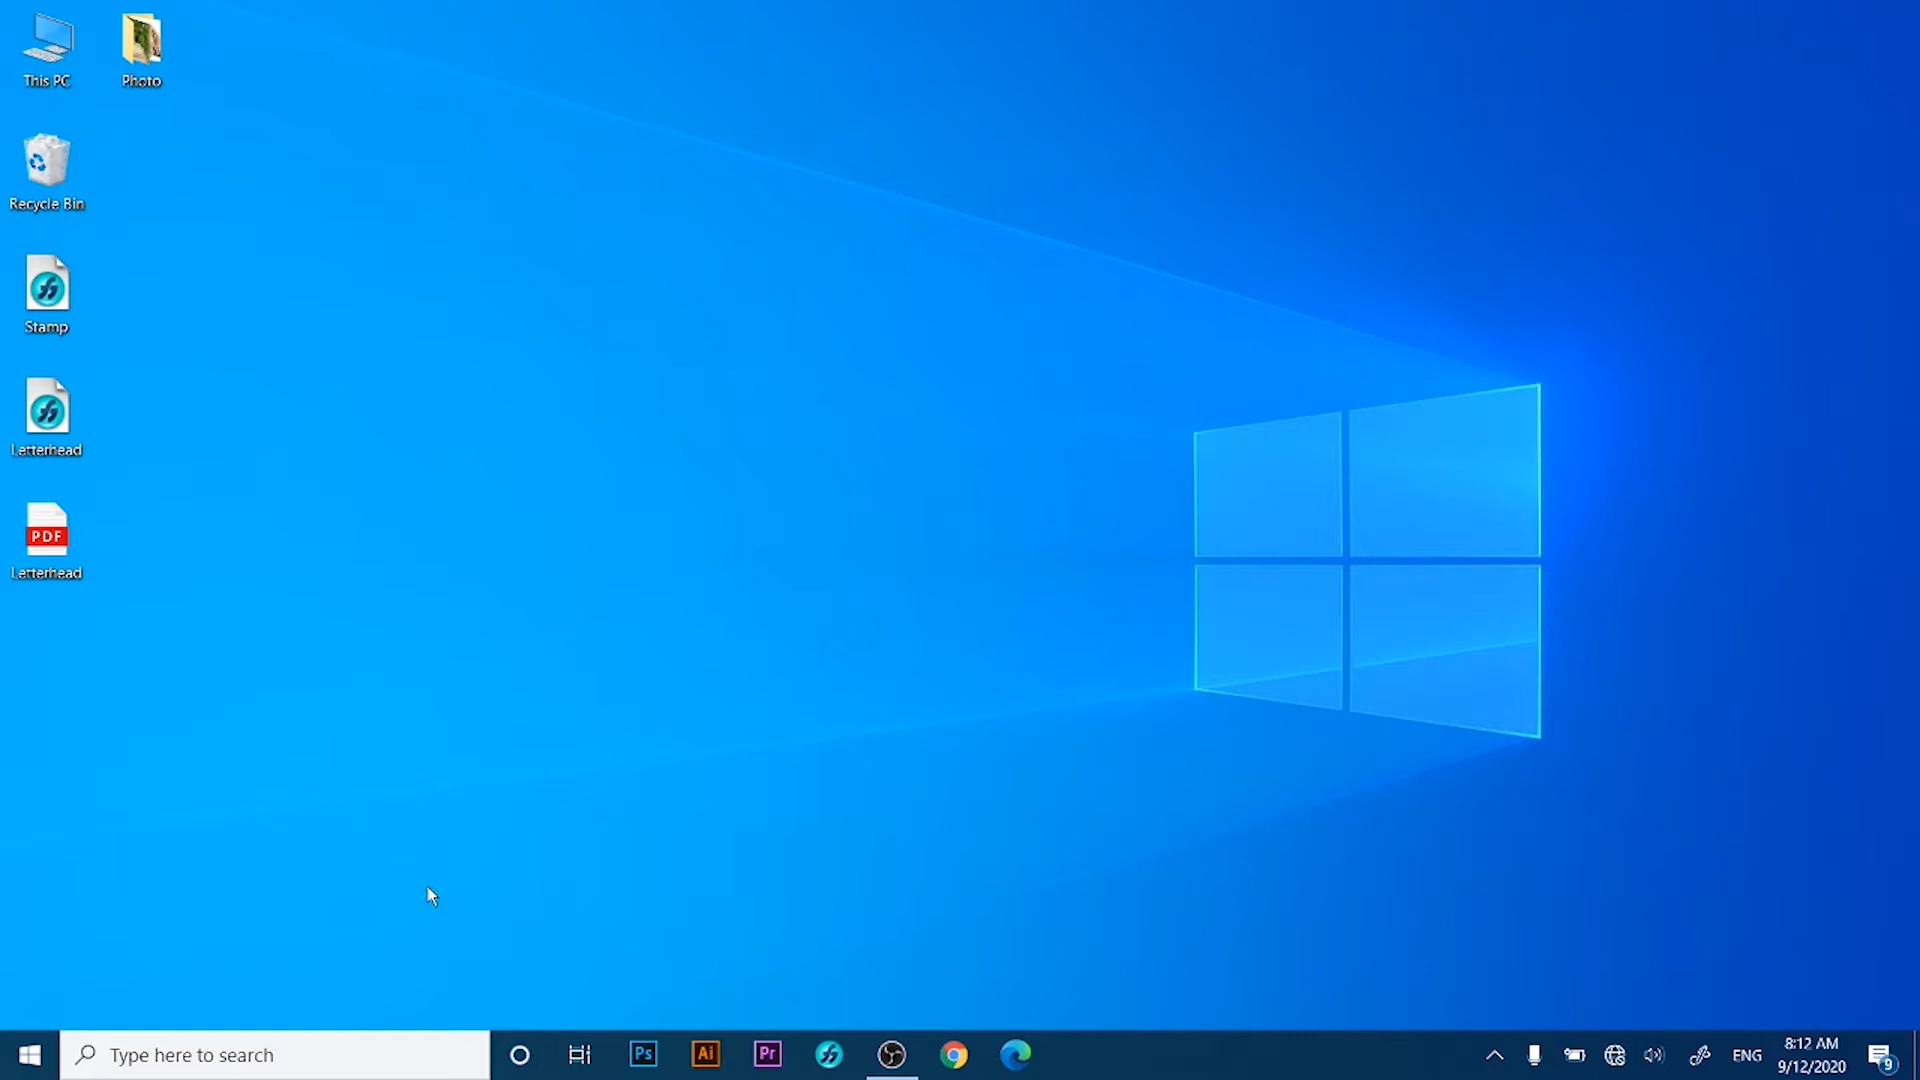 This PC
Photo
Recycle Bin
Stamp
Letterhead
PDF
Letterhead
Type here to search
Ps
Ai
Pr
ENG
8:12 AM
9/12/2020
9